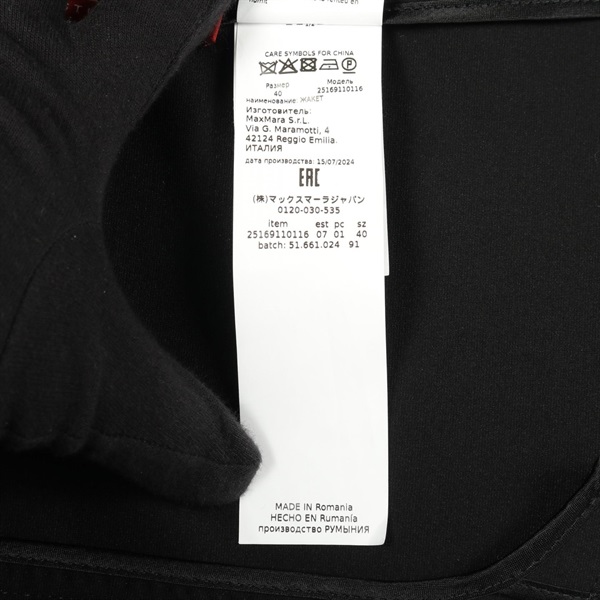 CARE SYMBOLS FOR CHINA
Размер Модель
40 25169110116
наименование: ЖАКЕТ
Изготовитель:
MaxMara S.r.L.
Via G. Maramotti, 4
42124 Reggio Emilia.
ИТАЛИЯ
дата производства: 15/07/2024
EAC
(株)マックスマーラジャパン
0120-030-535
item est pc sz
25169110116 07 01 40
batch: 51.661.024 91
MADE IN Romania
HECHO EN Rumanía
производство РУМЫНИЯ